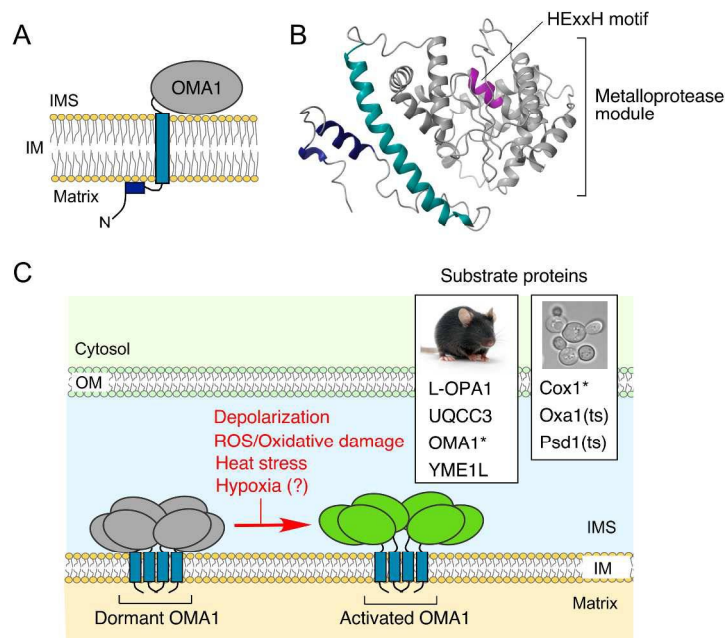 A
OMA1
IMS
IM
Matrix
N
B
HExxH motif
Metalloprotease
module
C
Substrate proteins
Cytosol
OM
L-OPA1
UQCC3
OMA1*
YME1L
Cox1*
Oxa1(ts)
Psd1(ts)
Depolarization
ROS/Oxidative damage
Heat stress
Hypoxia (?)
IMS
IM
Matrix
Dormant OMA1
Activated OMA1